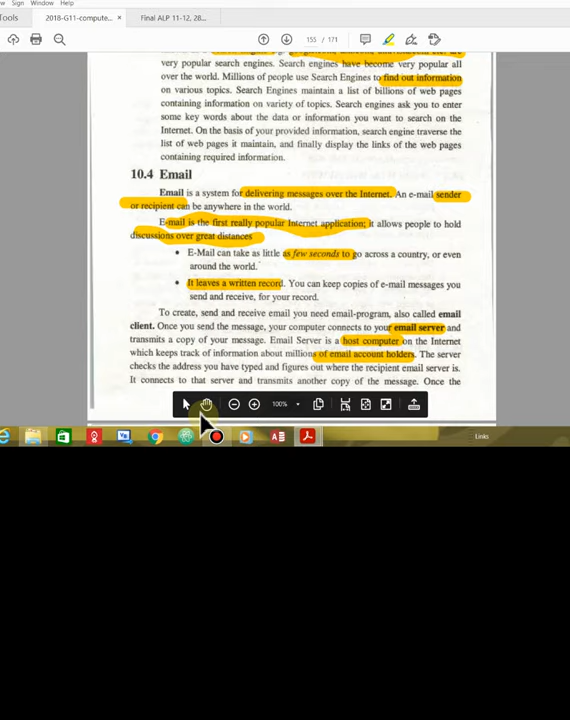 Sign Window Help
Tools 2018-G11-compute... × Final ALP 11-12, 28...
155 / 171
very popular search engines. Search engines have become very popular all
over the world. Millions of people use Search Engines to find out information
on various topics. Search Engines maintain a list of billions of web pages
containing information on variety of topics. Search engines ask you to enter
some key words about the data or information you want to search on the
Internet. On the basis of your provided information, search engine traverse the
list of web pages it maintain, and finally display the links of the web pages
containing required information.
10.4 Email
Email is a system for delivering messages over the Internet. An e-mail sender
or recipient can be anywhere in the world.
E-mail is the first really popular Internet application; it allows people to hold
discussions over great distances
• E-Mail can take as little as few seconds to go across a country, or even
around the world.
• It leaves a written record. You can keep copies of e-mail messages you
send and receive, for your record.
To create, send and receive email you need email-program, also called email
client. Once you send the message, your computer connects to your email server and
transmits a copy of your message. Email Server is a host computer on the Internet
which keeps track of information about millions of email account holders. The server
checks the address you have typed and figures out where the recipient email server is.
It connects to that server and transmits another copy of the message. Once the
100%
Links